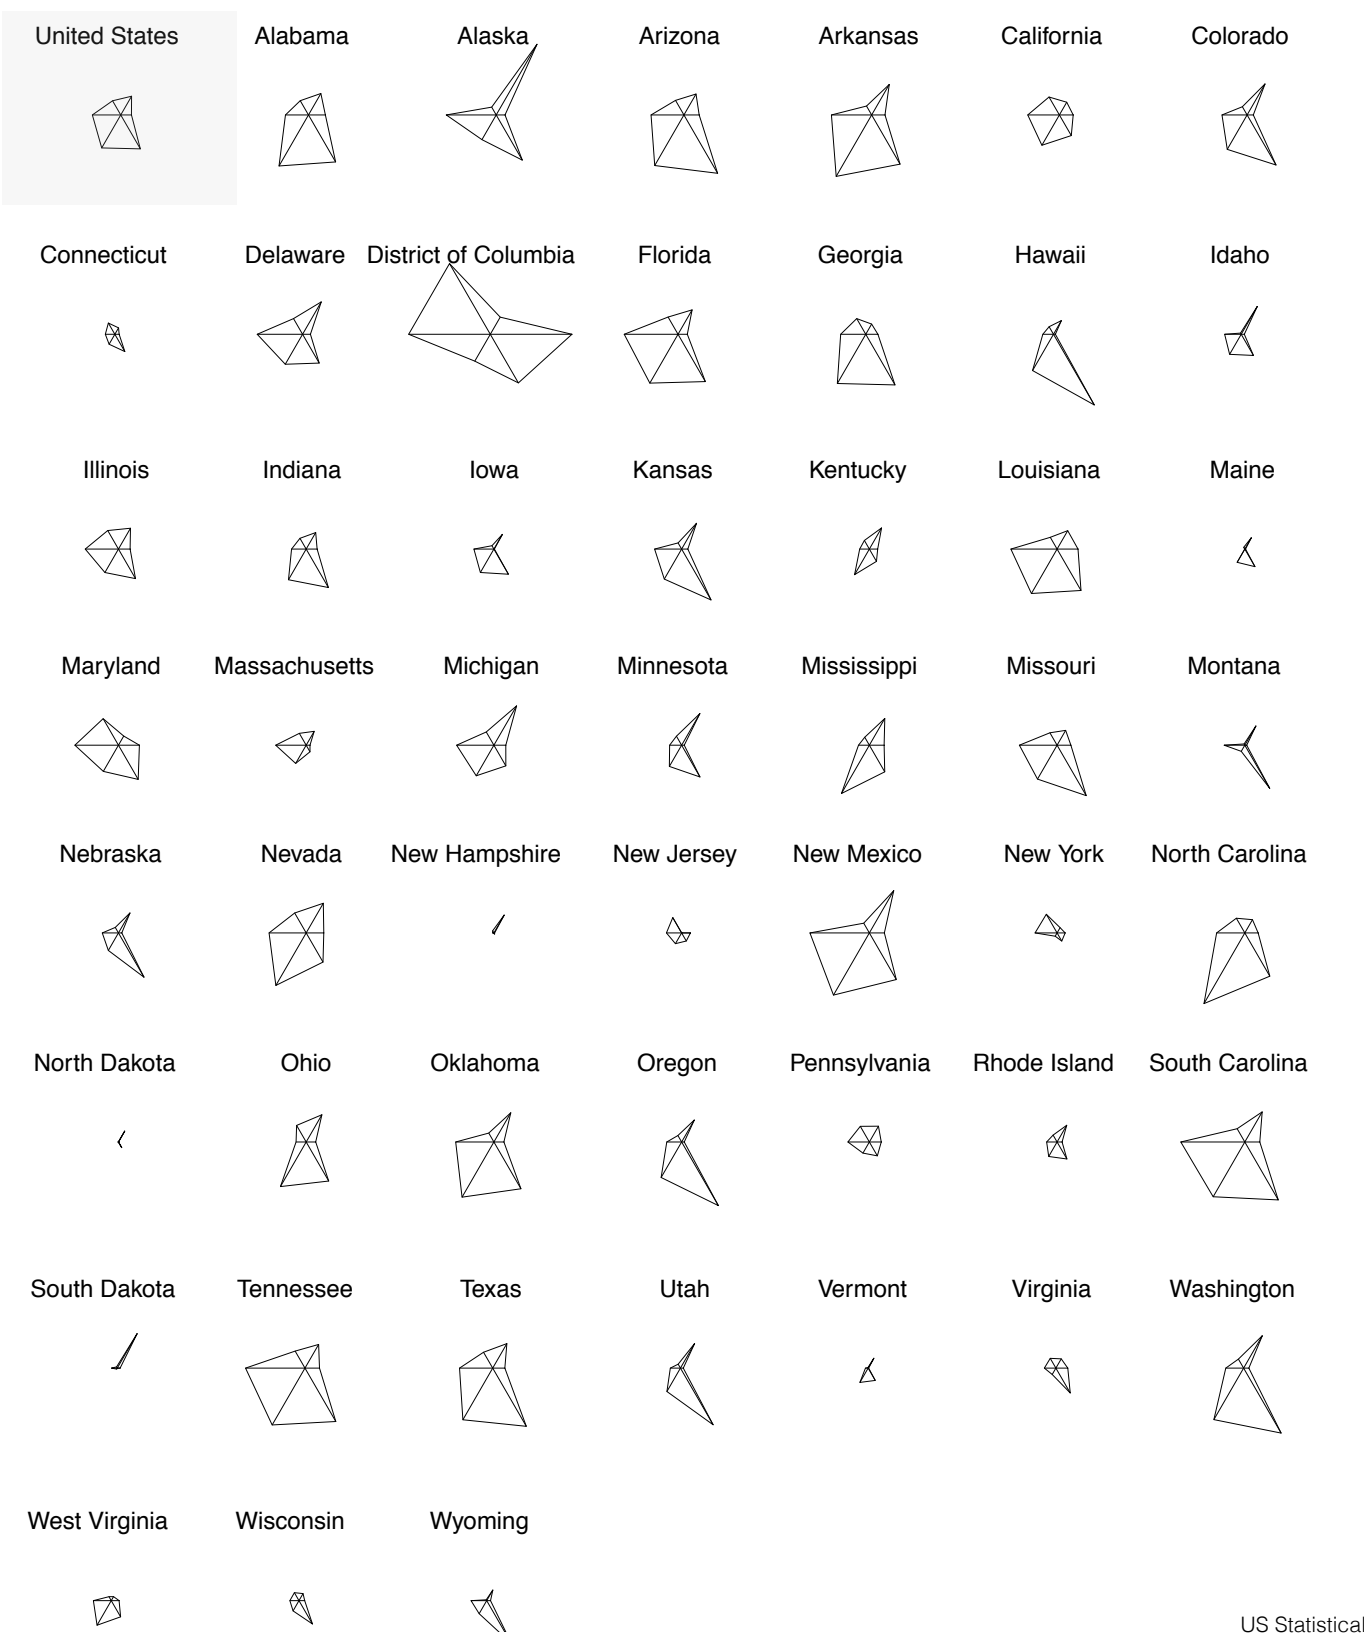 United States Alabama Alaska Arizona Arkansas California Colorado
Connecticut Delaware District of Columbia Florida Georgia Hawaii Idaho
Illinois Indiana Iowa Kansas Kentucky Louisiana Maine
Maryland Massachusetts Michigan Minnesota Mississippi Missouri Montana
Nebraska Nevada New Hampshire New Jersey New Mexico New York North Carolina
North Dakota Ohio Oklahoma Oregon Pennsylvania Rhode Island South Carolina
South Dakota Tennessee Texas Utah Vermont Virginia Washington
West Virginia Wisconsin Wyoming
US Statistical